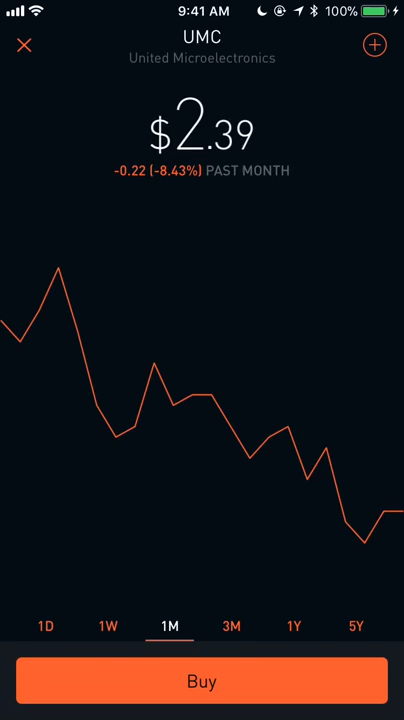 9:41 AM 100%
UMC
United Microelectronics
$2.39
-0.22 (-8.43%) PAST MONTH
1D 1W 1M 3M 1Y 5Y
Buy